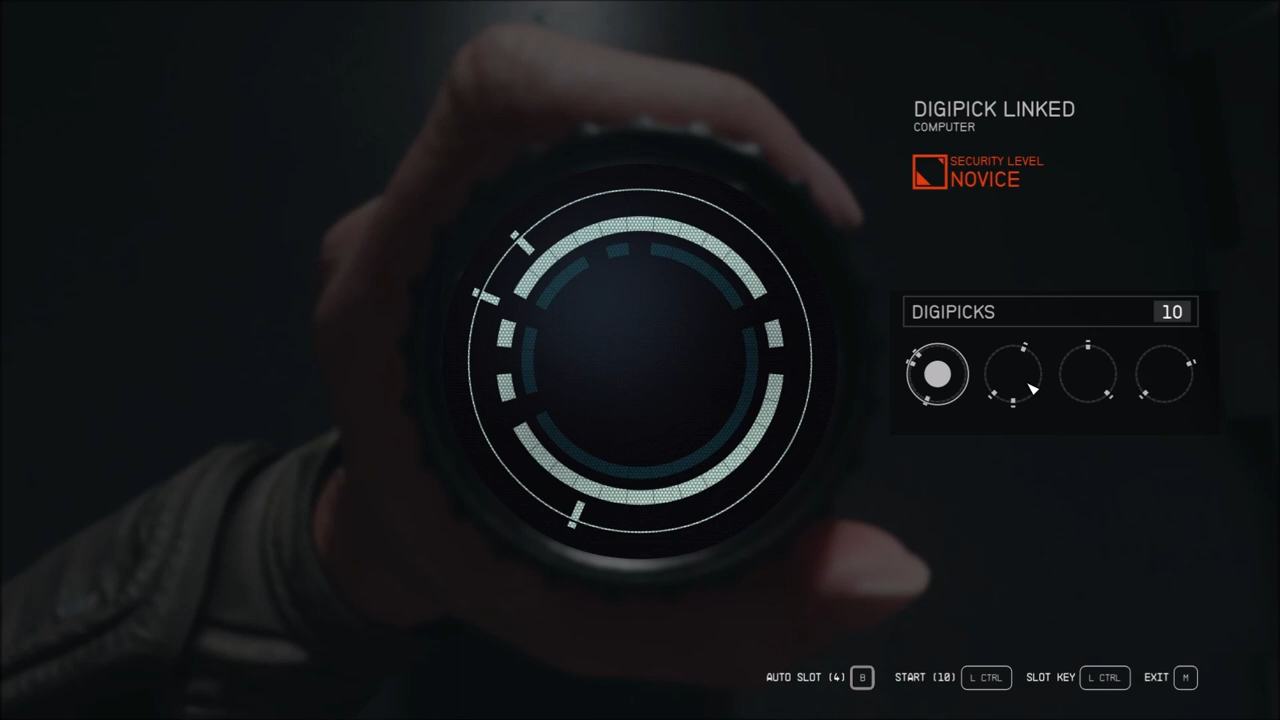 DIGIPICK LINKED
COMPUTER
SECURITY LEVEL
NOVICE
DIGIPICKS 10
AUTO SLOT (4) B START (10) L CTRL SLOT KEY L CTRL EXIT M